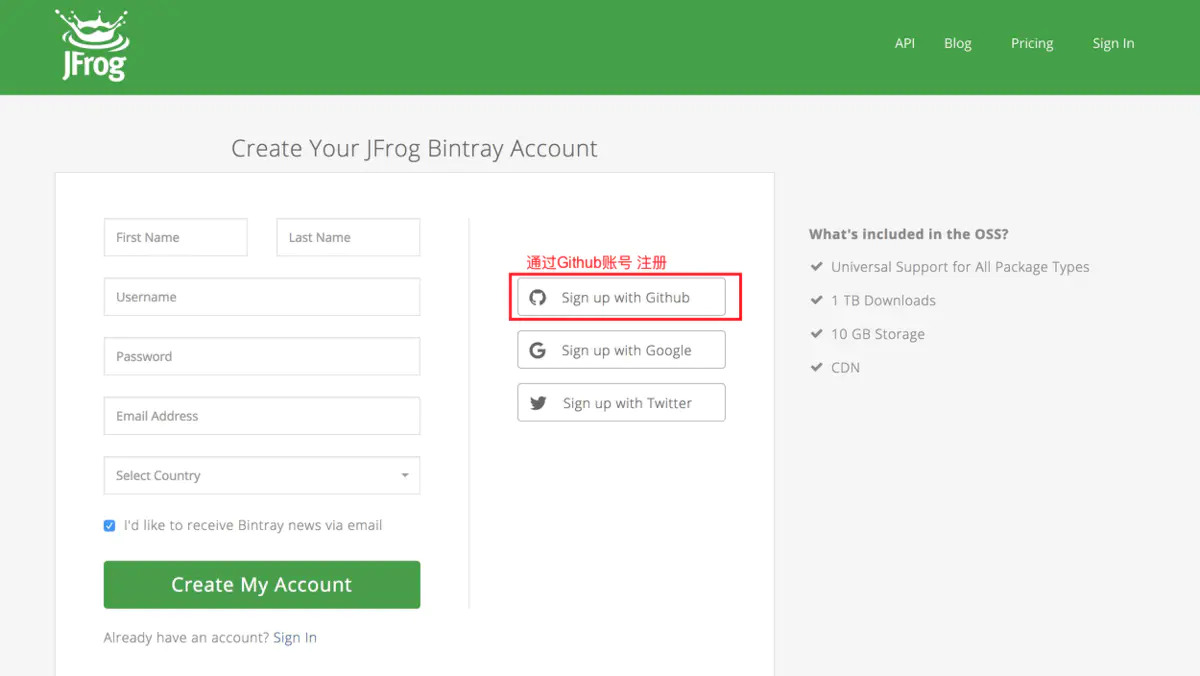 JFrog
API Blog Pricing Sign In
Create Your JFrog Bintray Account
First Name Last Name
Username
Password
Email Address
Select Country
I'd like to receive Bintray news via email
Create My Account
Already have an account? Sign In
通过Github账号 注册
Sign up with Github
Sign up with Google
Sign up with Twitter
What's included in the OSS?
Universal Support for All Package Types
1 TB Downloads
10 GB Storage
CDN